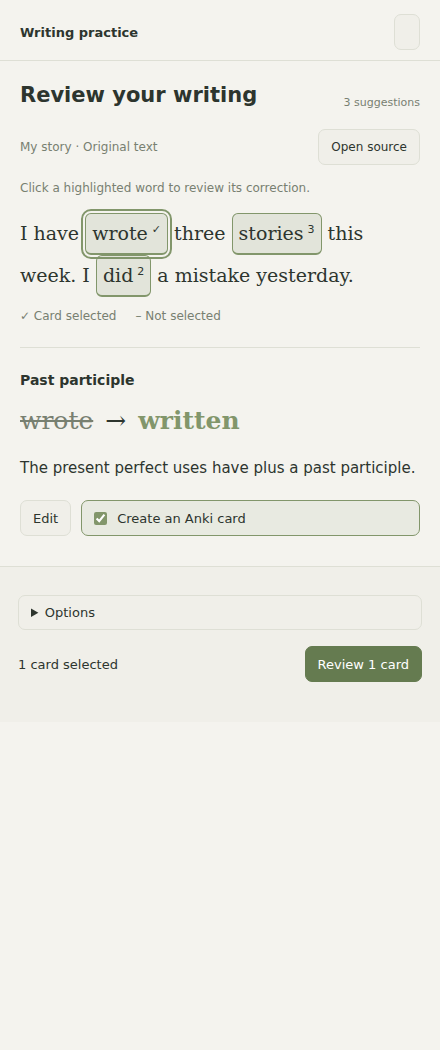 Writing practice
Review your writing
3 suggestions
My story · Original text
Open source
Click a highlighted word to review its correction.
I have wrote ✓ three stories 3 this
week. I did 2 a mistake yesterday.
✓ Card selected – Not selected
Past participle
wrote → written
The present perfect uses have plus a past participle.
Edit
Create an Anki card
Options
1 card selected
Review 1 card